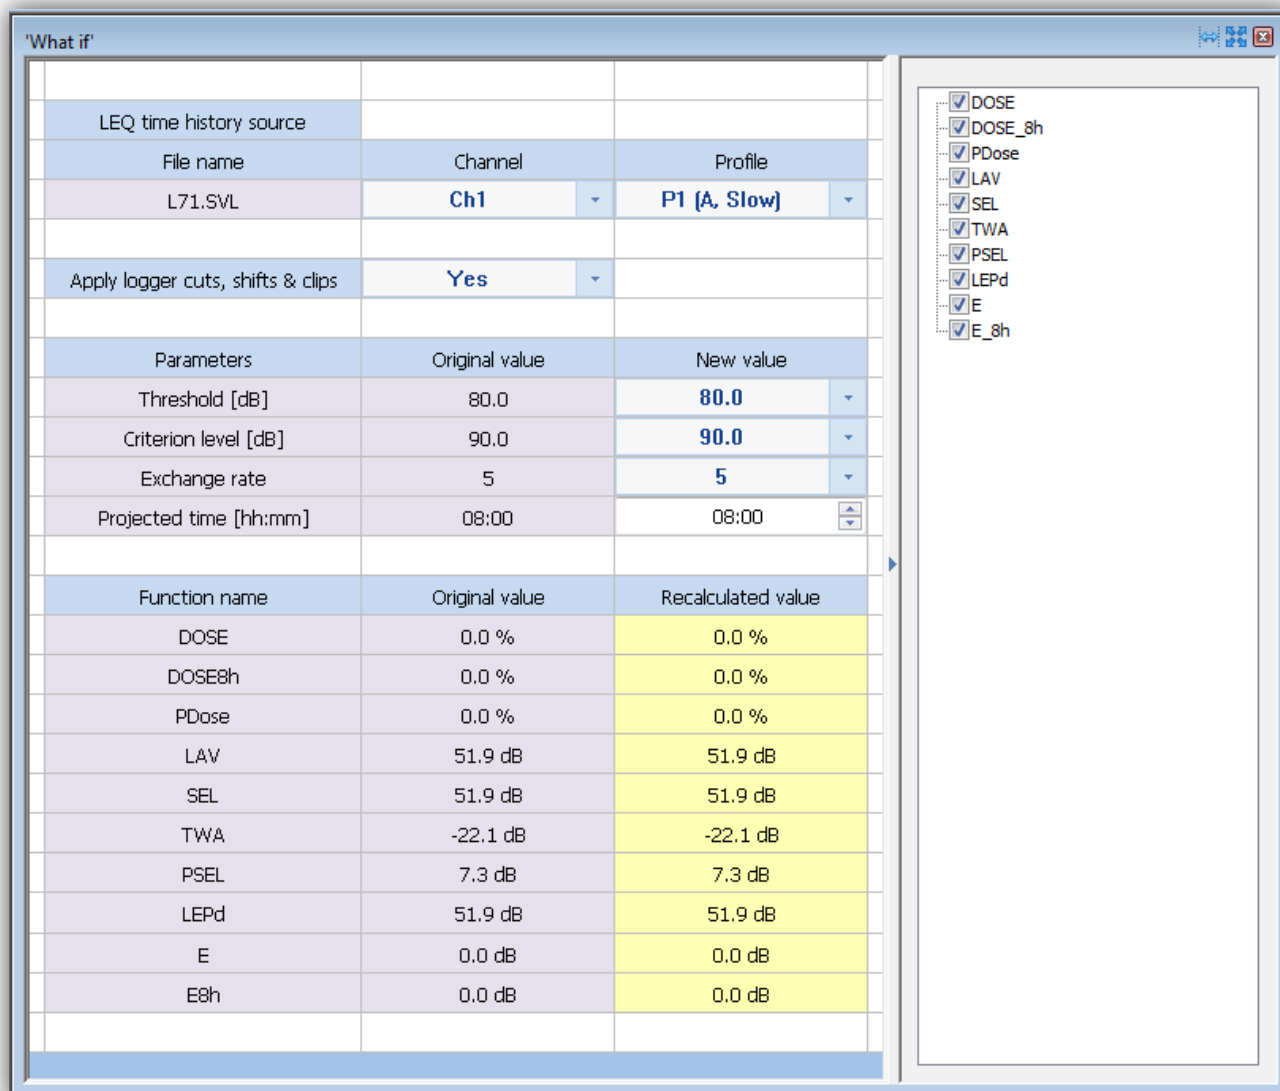 'What if'
LEQ time history source
File name Channel Profile
L71.SVL Ch1 P1 (A, Slow)
Apply logger cuts, shifts & clips Yes
Parameters Original value New value
Threshold [dB] 80.0 80.0
Criterion level [dB] 90.0 90.0
Exchange rate 5 5
Projected time [hh:mm] 08:00 08:00
Function name Original value Recalculated value
DOSE 0.0 % 0.0 %
DOSE8h 0.0 % 0.0 %
PDose 0.0 % 0.0 %
LAV 51.9 dB 51.9 dB
SEL 51.9 dB 51.9 dB
TWA -22.1 dB -22.1 dB
PSEL 7.3 dB 7.3 dB
LEPd 51.9 dB 51.9 dB
E 0.0 dB 0.0 dB
E8h 0.0 dB 0.0 dB
DOSE
DOSE_8h
PDose
LAV
SEL
TWA
PSEL
LEPd
E
E_8h